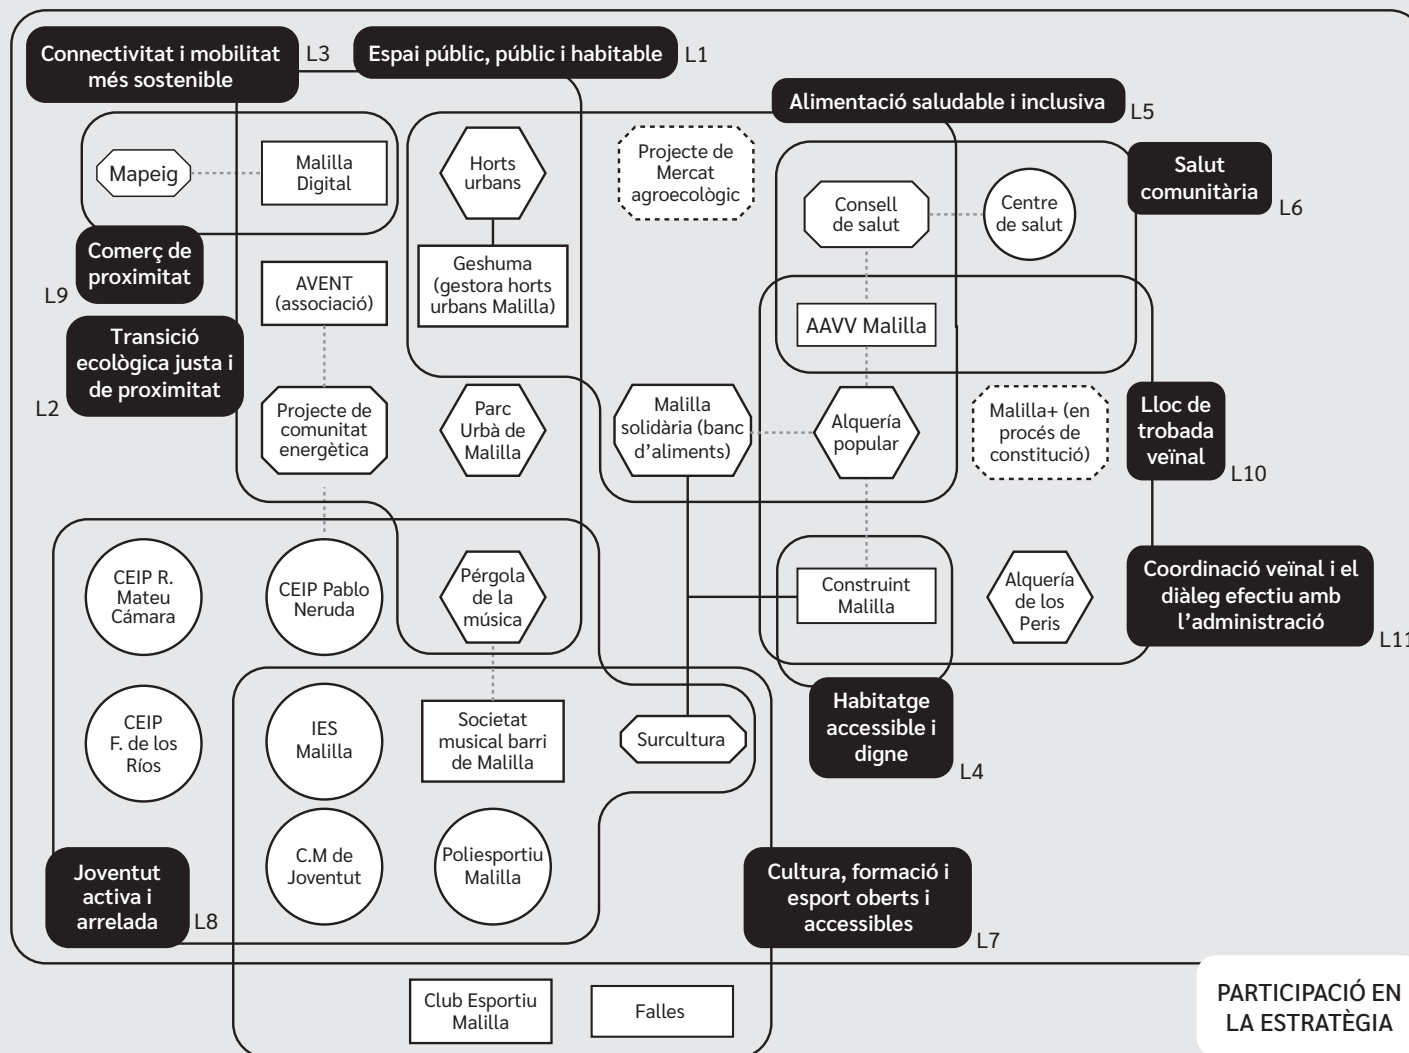 Connectivitat i mobilitat
més sostenible
L3
Espai públic, públic i habitable
L1
Alimentació saludable i inclusiva
L5
Salut
comunitària
L6
Mapeig
Malilla
Digital
Horts
urbans
Projecte de
Mercat
agroecològic
Consell
de salut
Centre
de salut
Comerç de
proximitat
L9
AVENT
(associació)
Geshuma
(gestora horts
urbans Malilla)
AAVV Malilla
Transició
ecològica justa i
de proximitat
L2
Projecte de
comunitat
energètica
Parc
Urbà de
Malilla
Malilla
solidària (banc
d’aliments)
Alquería
popular
Malilla+ (en
procés de
constitució)
Lloc de
trobada
veïnal
L10
CEIP R.
Mateu
Cámara
CEIP Pablo
Neruda
Pérgola
de la
música
Construint
Malilla
Alquería
de los
Peris
Coordinació veïnal i el
diàleg efectiu amb
l’administració
L11
CEIP
F. de los
Ríos
IES
Malilla
Societat
musical barri
de Malilla
Surcultura
Habitatge
accessible i
digne
L4
Joventut
activa i
arrelada
L8
C.M de
Joventut
Poliesportiu
Malilla
Cultura, formació i
esport oberts i
accessibles
L7
Club Esportiu
Malilla
Falles
PARTICIPACIÓ EN
LA ESTRATÈGIA